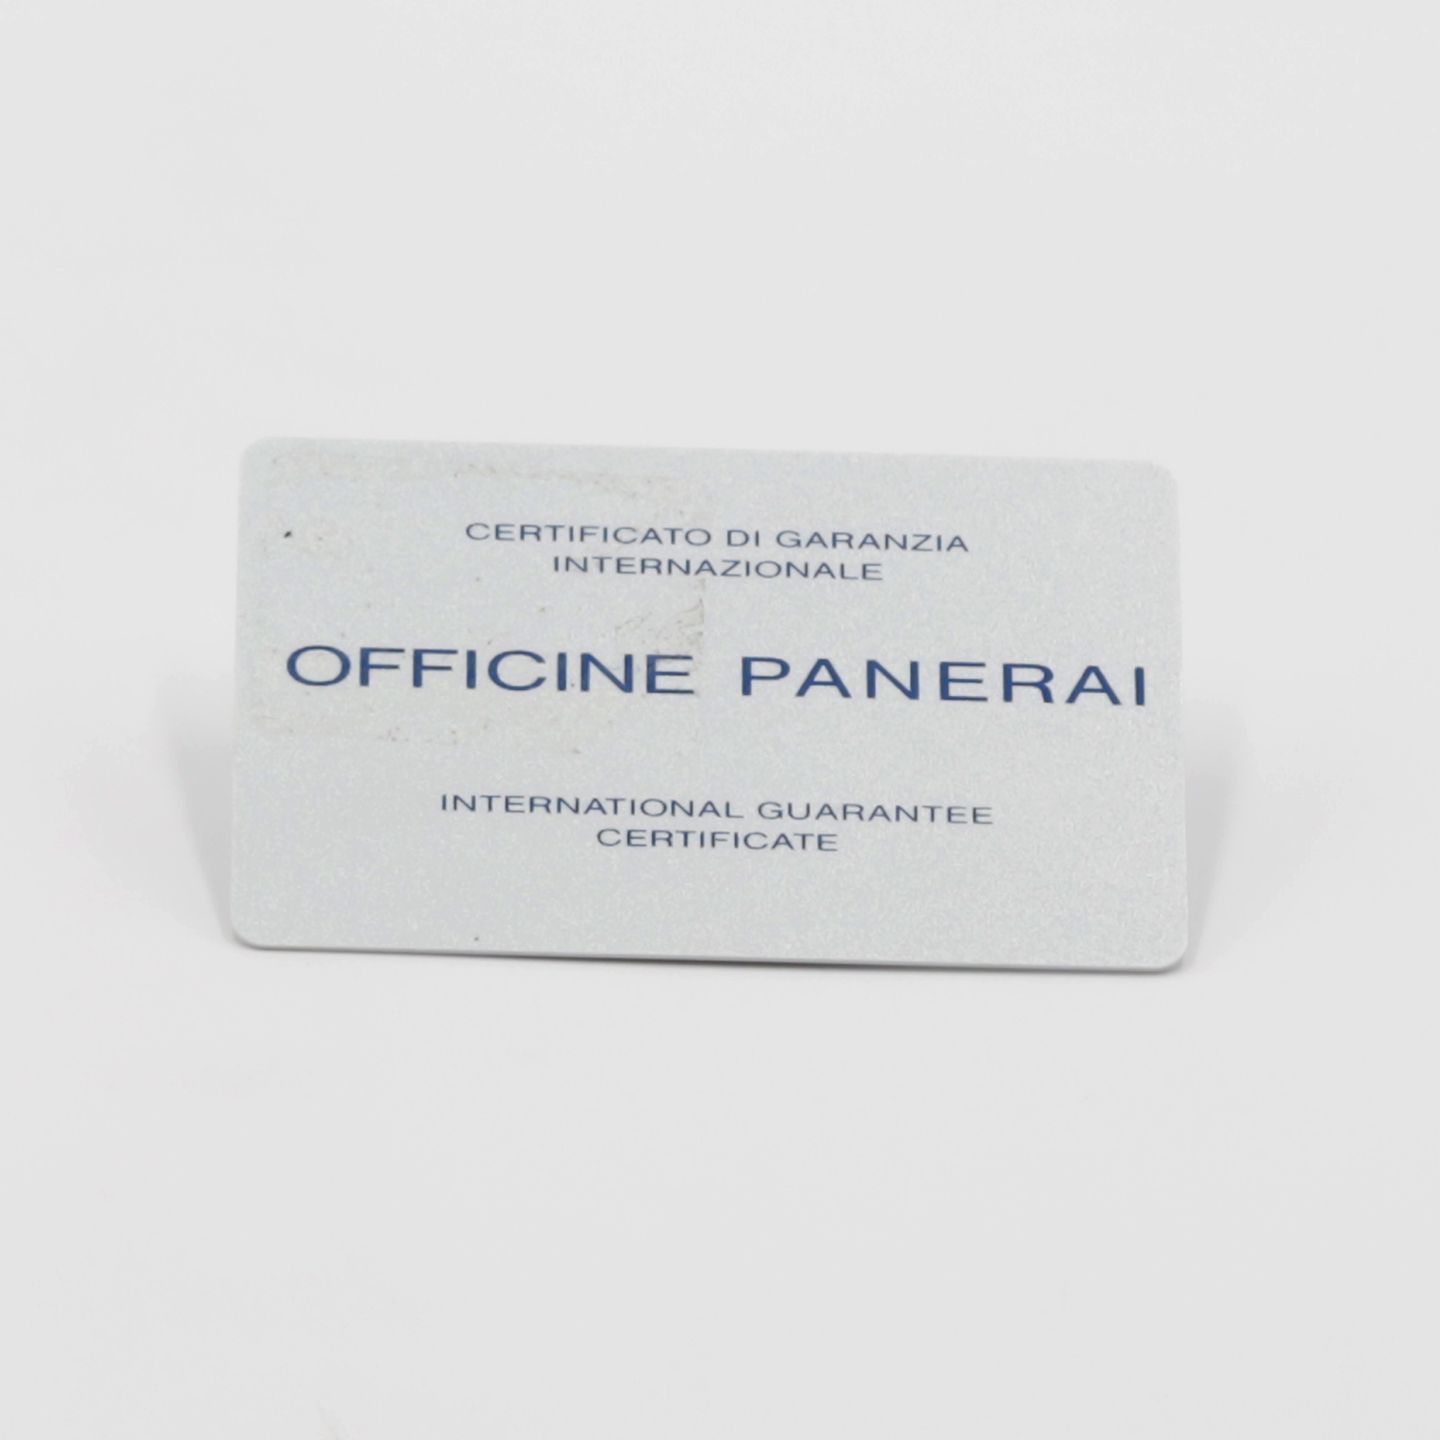 CERTIFICATO DI GARANZIA
INTERNAZIONALE
OFFICINE PANERAI
INTERNATIONAL GUARANTEE
CERTIFICATE